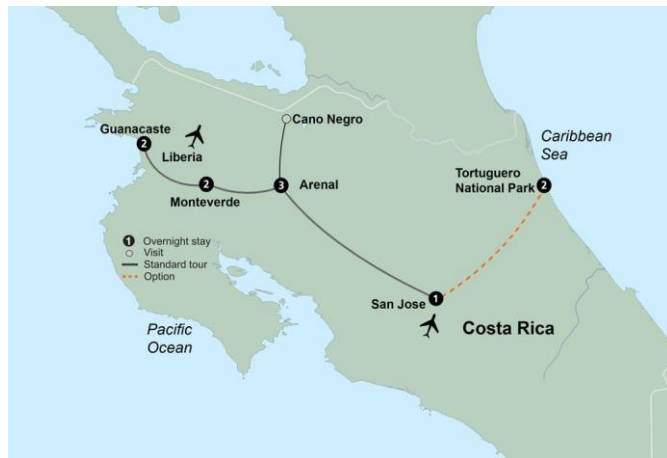 Cano Negro
Guanacaste
2
Liberia
Caribbean
Sea
Tortuguero
National Park
2
2
3
Arenal
Monteverde
1 Overnight stay
Visit
Standard tour
Option
San Jose
1
Costa Rica
Pacific
Ocean